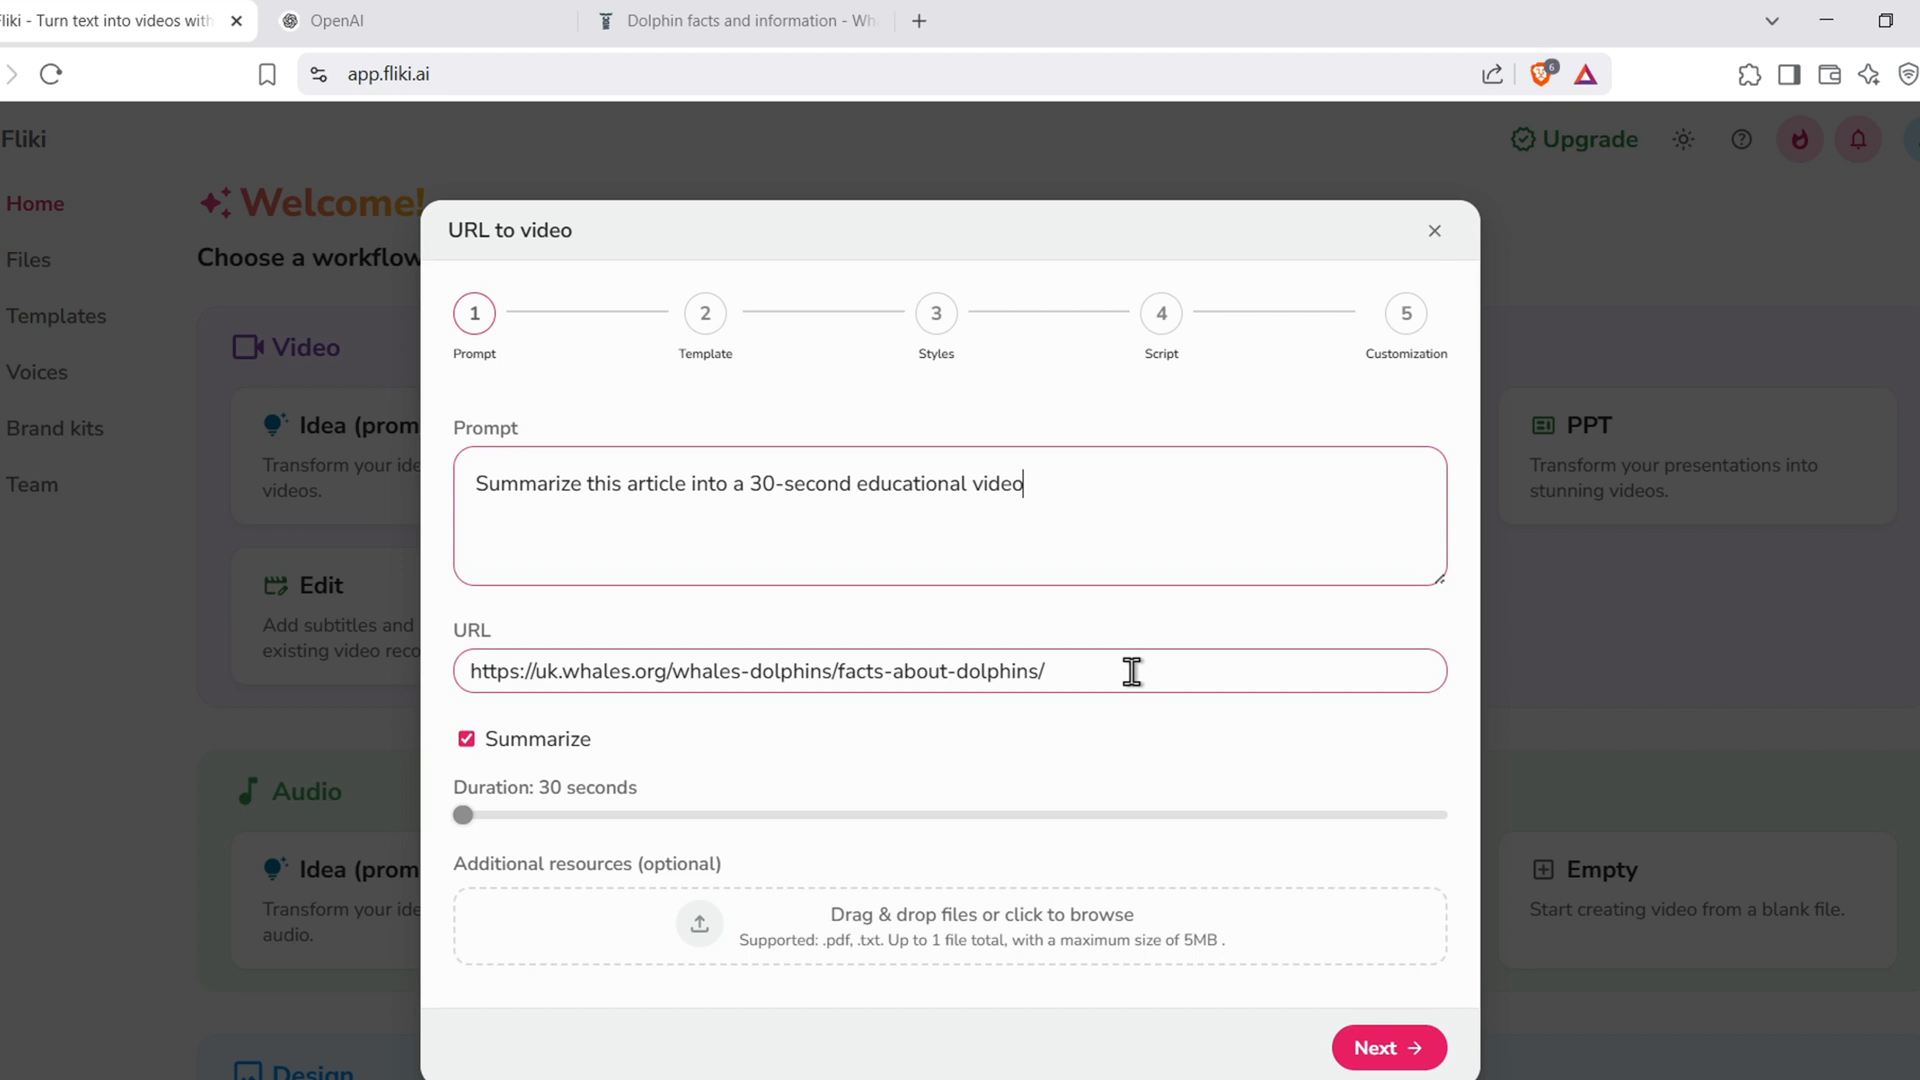 Fliki - Turn text into videos with
OpenAI
Dolphin facts and information - Wh
app.fliki.ai
6
Fliki
Upgrade
Home
Files
Templates
Voices
Brand kits
Team
Welcome!
Choose a workflow
Video
Idea (prom
Transform your ide
videos.
PPT
Transform your presentations into
stunning videos.
Edit
Add subtitles and
existing video reco
Audio
Idea (prom
Transform your ide
audio.
Empty
Start creating video from a blank file.
Design
URL to video
1
2
3
4
5
Prompt
Template
Styles
Script
Customization
Prompt
Summarize this article into a 30-second educational video
URL
https://uk.whales.org/whales-dolphins/facts-about-dolphins/
Summarize
Duration: 30 seconds
Additional resources (optional)
Drag & drop files or click to browse
Supported: .pdf, .txt. Up to 1 file total, with a maximum size of 5MB .
Next